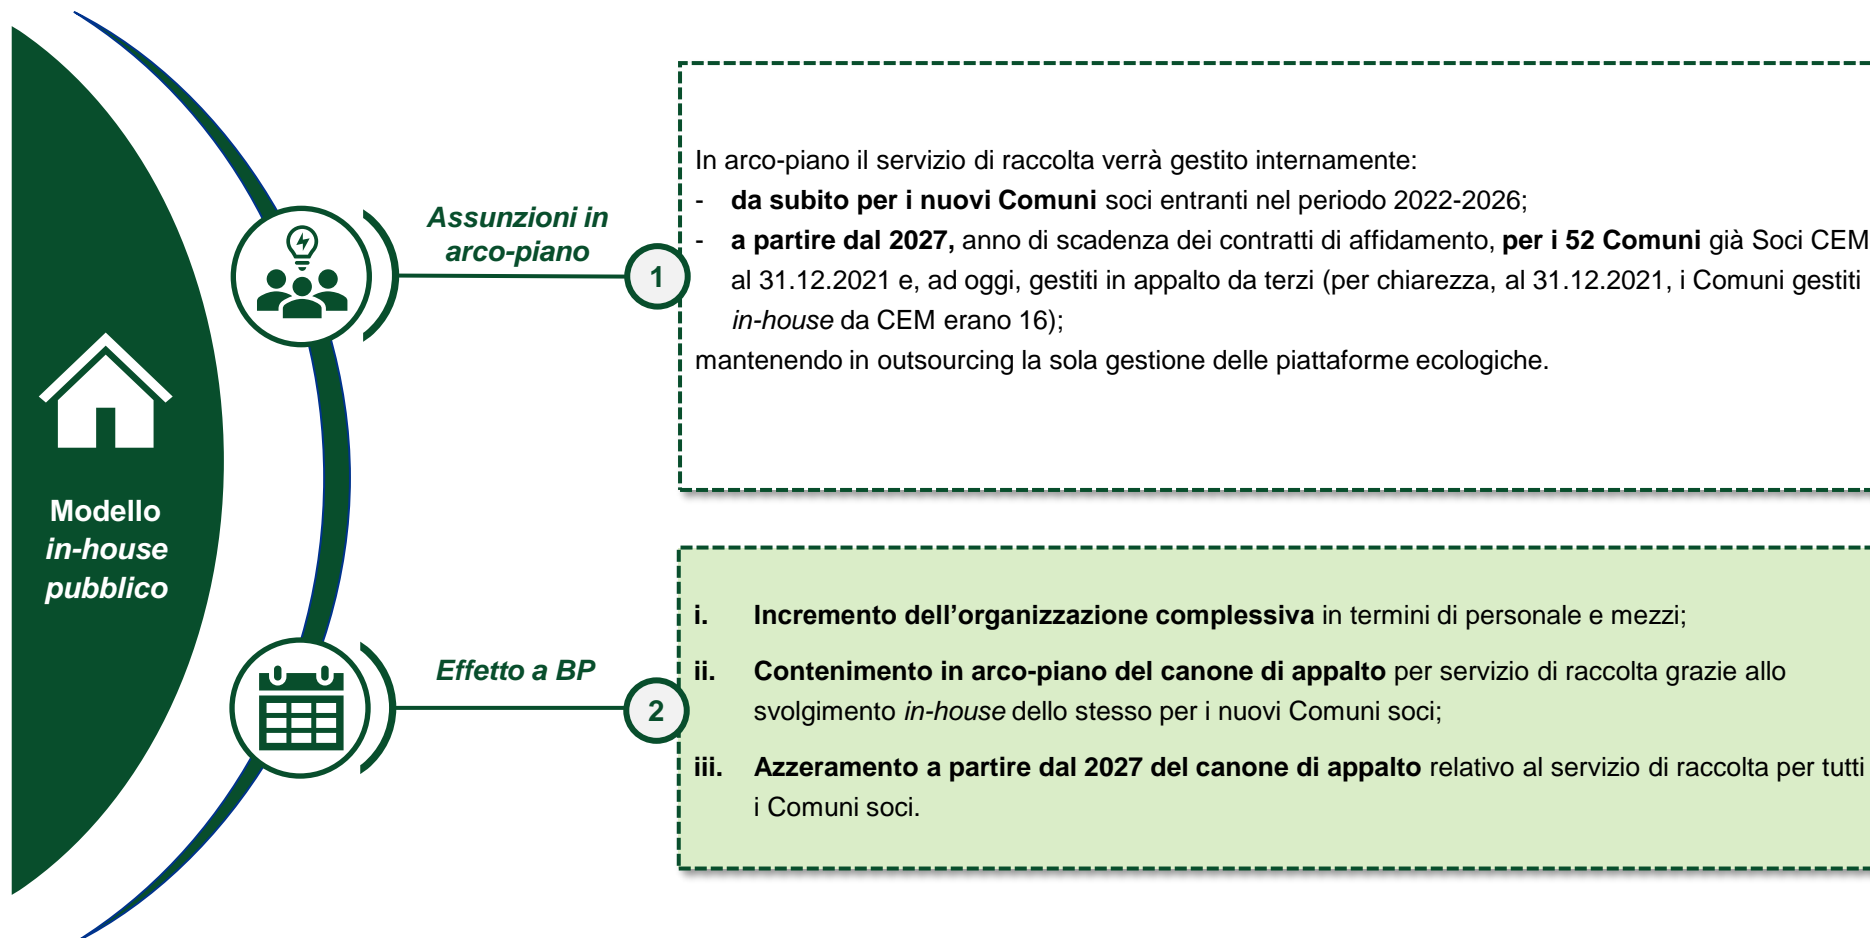 Modello
in-house
pubblico
Assunzioni in
arco-piano
1
In arco-piano il servizio di raccolta verrà gestito internamente:
- da subito per i nuovi Comuni soci entranti nel periodo 2022-2026;
- a partire dal 2027, anno di scadenza dei contratti di affidamento, per i 52 Comuni già Soci CEM
al 31.12.2021 e, ad oggi, gestiti in appalto da terzi (per chiarezza, al 31.12.2021, i Comuni gestiti
in-house da CEM erano 16);
mantenendo in outsourcing la sola gestione delle piattaforme ecologiche.
Effetto a BP
2
i. Incremento dell’organizzazione complessiva in termini di personale e mezzi;
ii. Contenimento in arco-piano del canone di appalto per servizio di raccolta grazie allo
svolgimento in-house dello stesso per i nuovi Comuni soci;
iii. Azzeramento a partire dal 2027 del canone di appalto relativo al servizio di raccolta per tutti
i Comuni soci.